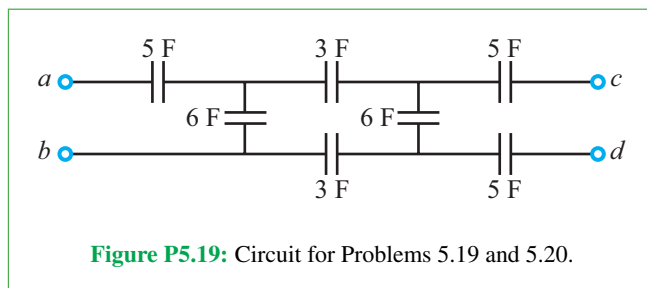 5 F 3 F 5 F
a c
6 F 6 F
b d
3 F 5 F
Figure P5.19: Circuit for Problems 5.19 and 5.20.